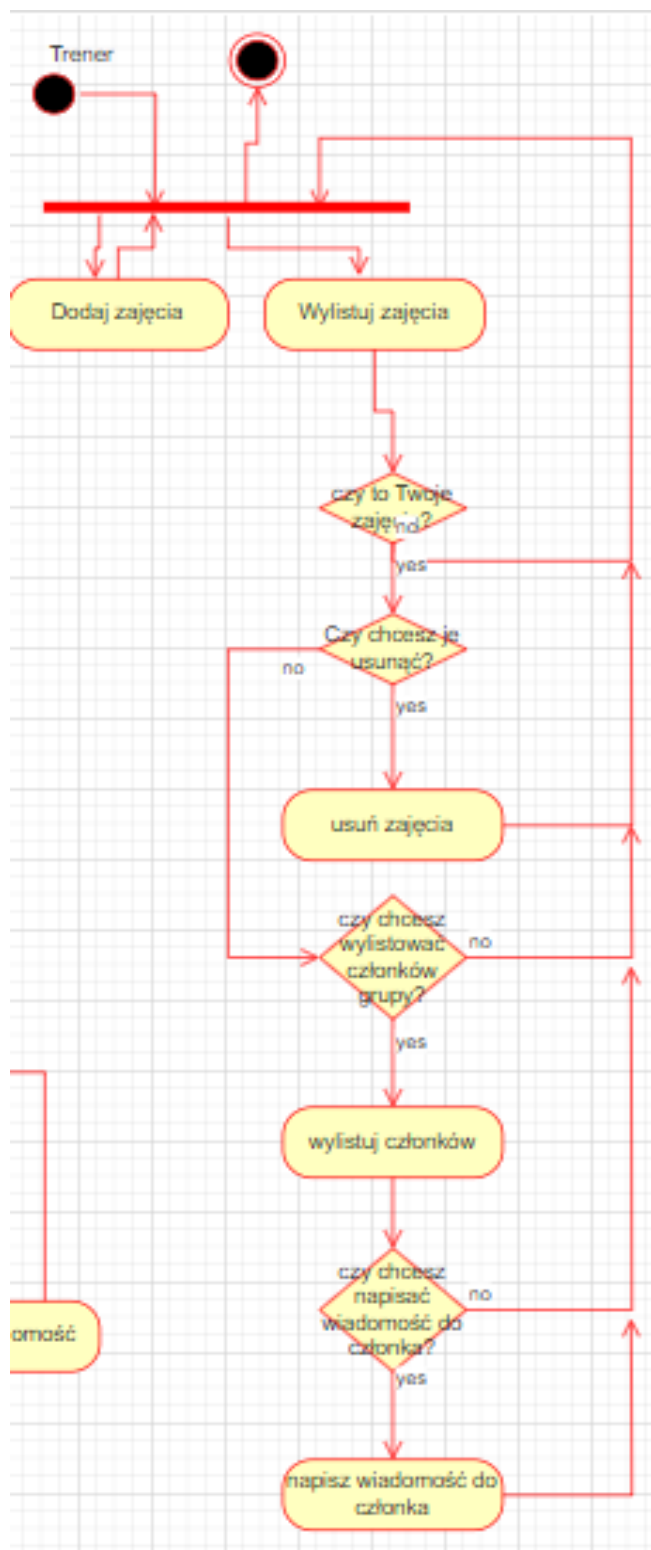 Trener
Dodaj zajęcia
Wylistuj zajęcia
czy to Twoje
zajęcia?
no
yes
Czy chcesz je
usunąć?
no
yes
usuń zajęcia
czy chcesz
wylistować
członków
grupy?
no
yes
wylistuj członków
czy chcesz
napisać
wiadomość do
członka?
no
omość
yes
napisz wiadomość do
członka